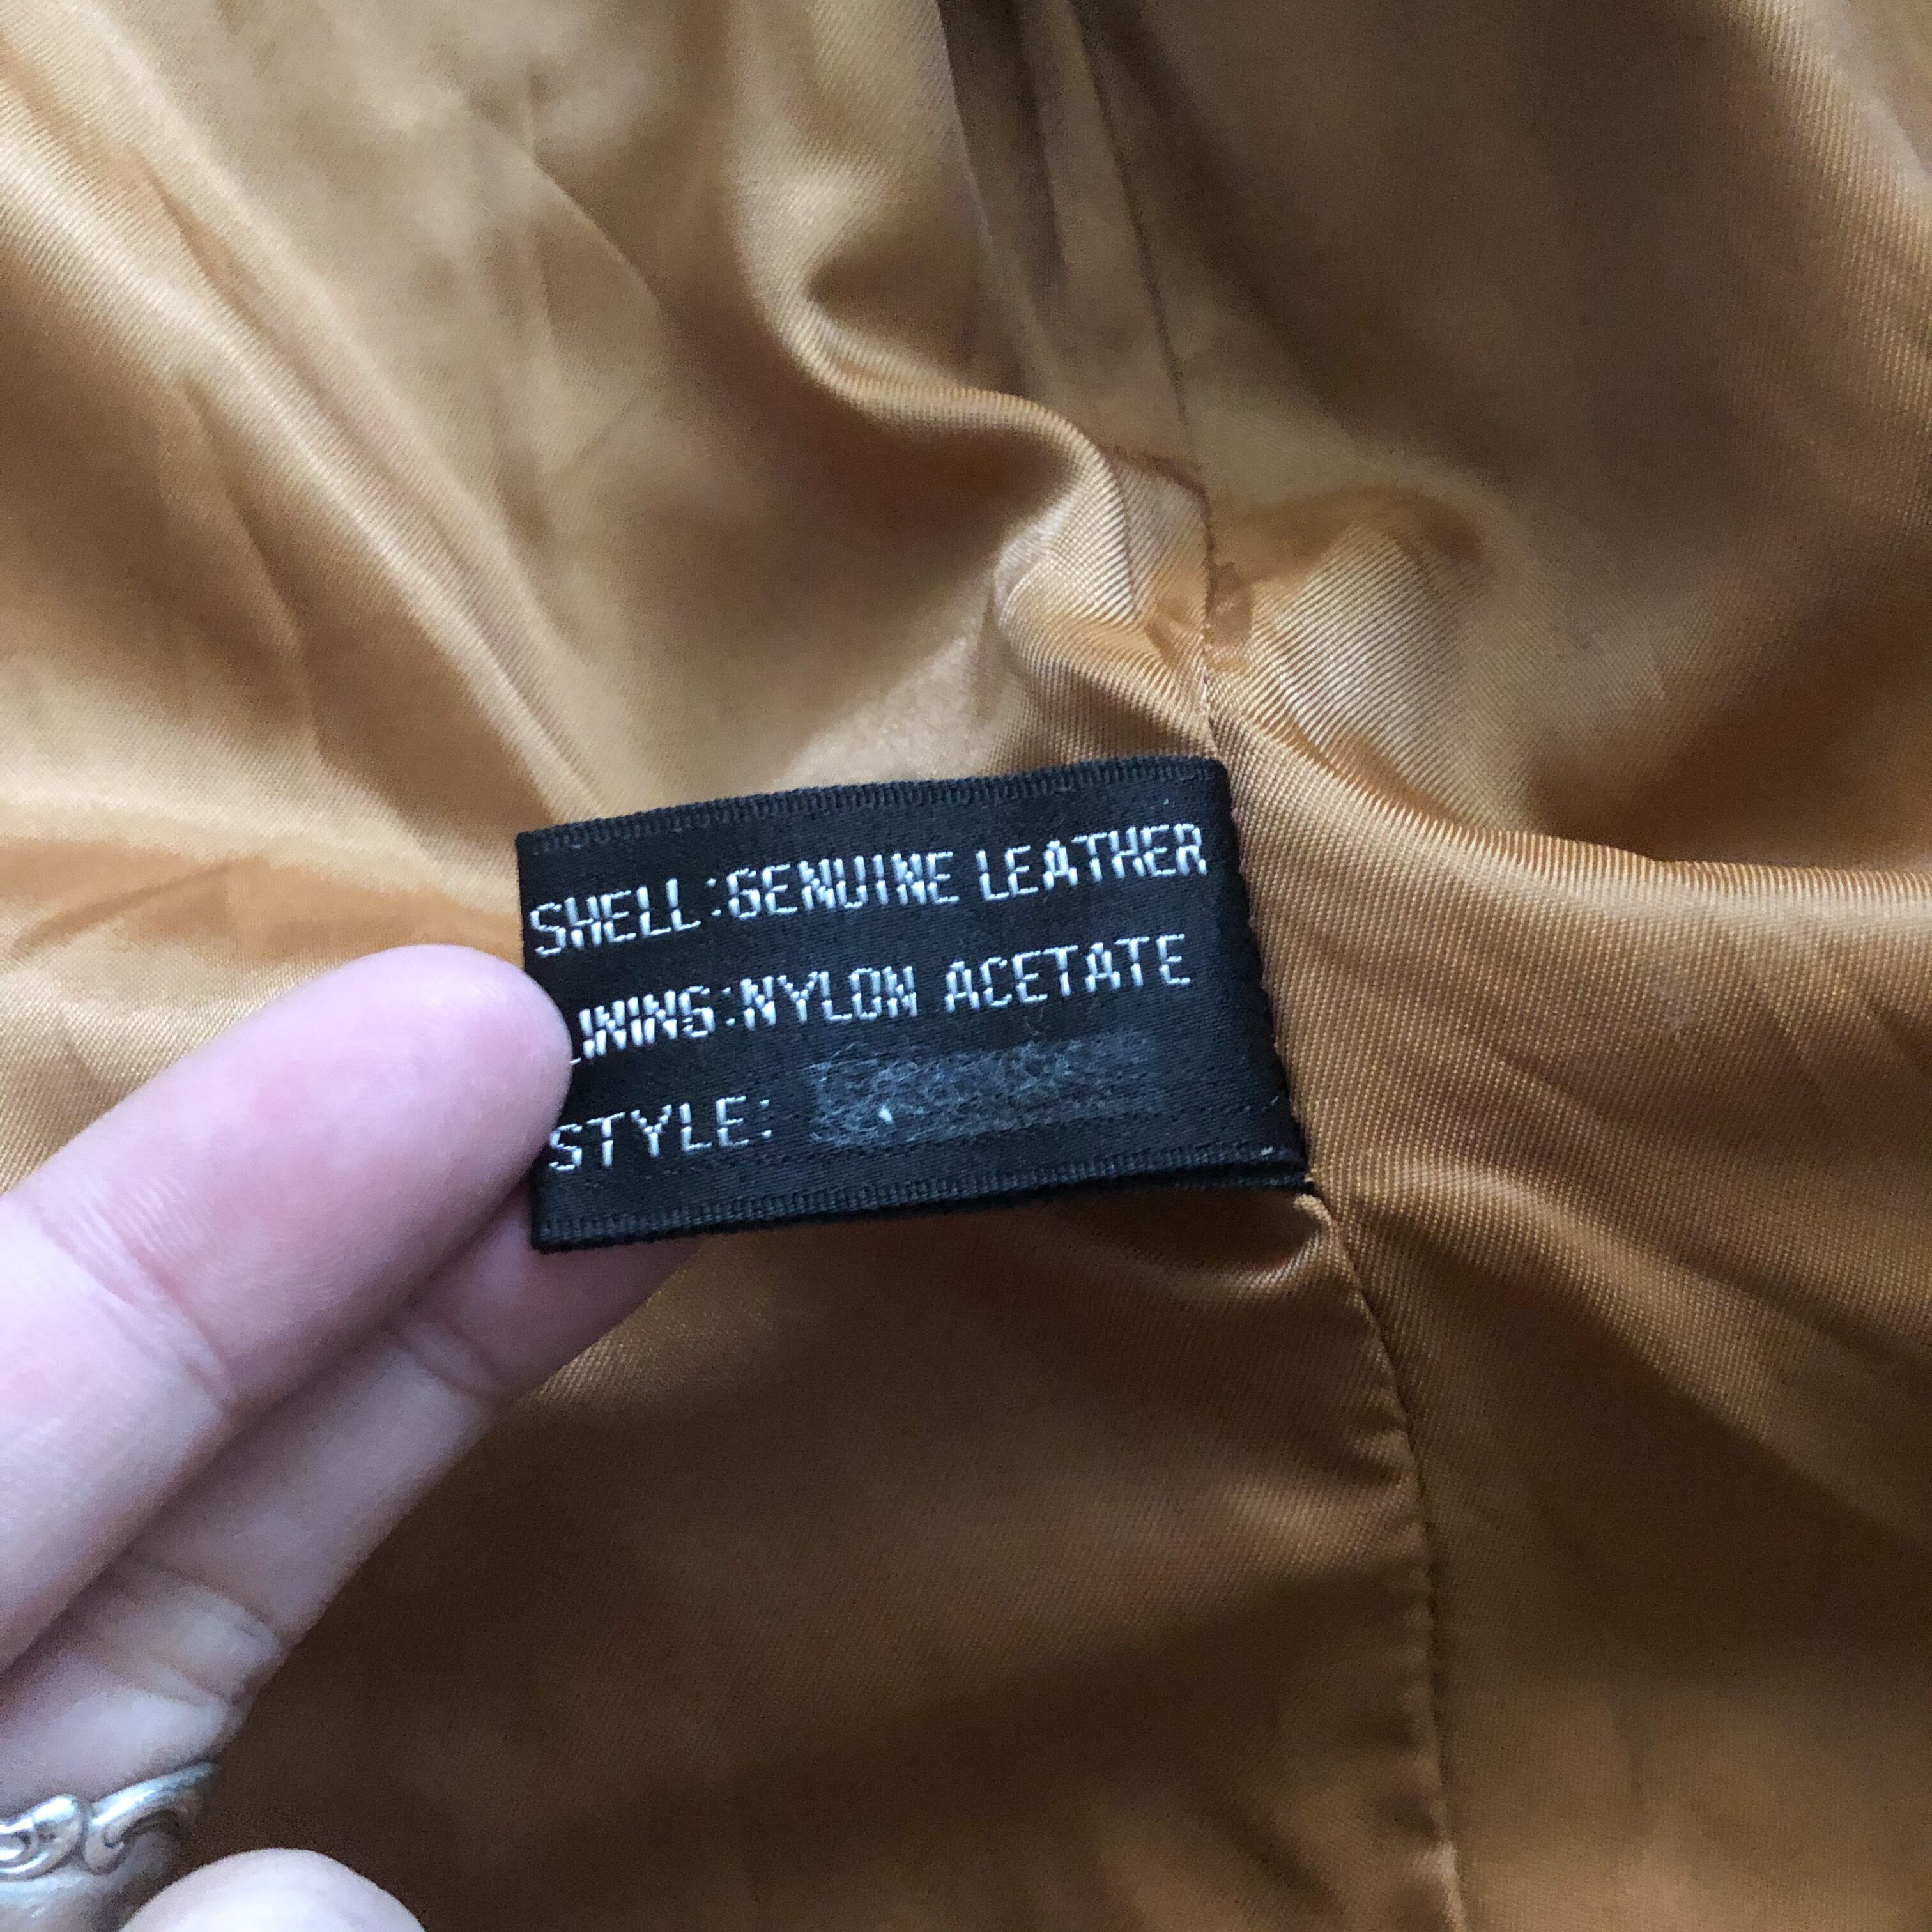 SHELL:GENUINE LEATHER
LINING:NYLON ACETATE
STYLE: